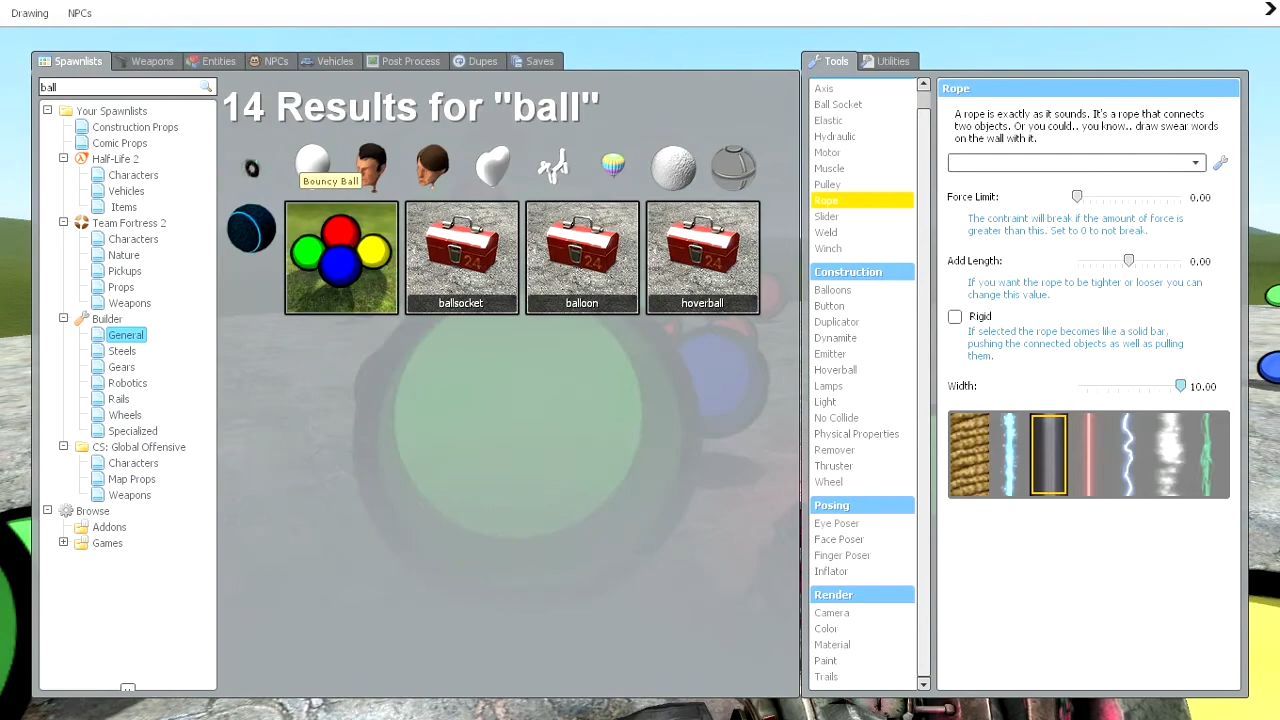 Drawing NPCs
Spawnlists Weapons Entities NPCs Vehicles Post Process Dupes Saves
ball
Your Spawnlists
Construction Props
Comic Props
Half-Life 2
Characters
Vehicles
Items
Team Fortress 2
Characters
Nature
Pickups
Props
Weapons
Builder
General
Steels
Gears
Robotics
Rails
Wheels
Specialized
CS: Global Offensive
Characters
Map Props
Weapons
Browse
Addons
Games
14 Results for "ball"
Bouncy Ball
24 24 24
ballsocket balloon hoverball
Tools Utilities
Axis
Ball Socket
Elastic
Hydraulic
Motor
Muscle
Pulley
Rope
Slider
Weld
Winch
Construction
Balloons
Button
Duplicator
Dynamite
Emitter
Hoverball
Lamps
Light
No Collide
Physical Properties
Remover
Thruster
Wheel
Posing
Eye Poser
Face Poser
Finger Poser
Inflator
Render
Camera
Color
Material
Paint
Trails
Rope
A rope is exactly as it sounds. It's a rope that connects
two objects. Or you could.. you know.. draw swear words
on the wall with it.
Force Limit: 0.00
The contraint will break if the amount of force is
greater than this. Set to 0 to not break.
Add Length: 0.00
If you want the rope to be tighter or looser you can
change this value.
Rigid
If selected the rope becomes like a solid bar,
pushing the connected objects as well as pulling
them.
Width: 10.00